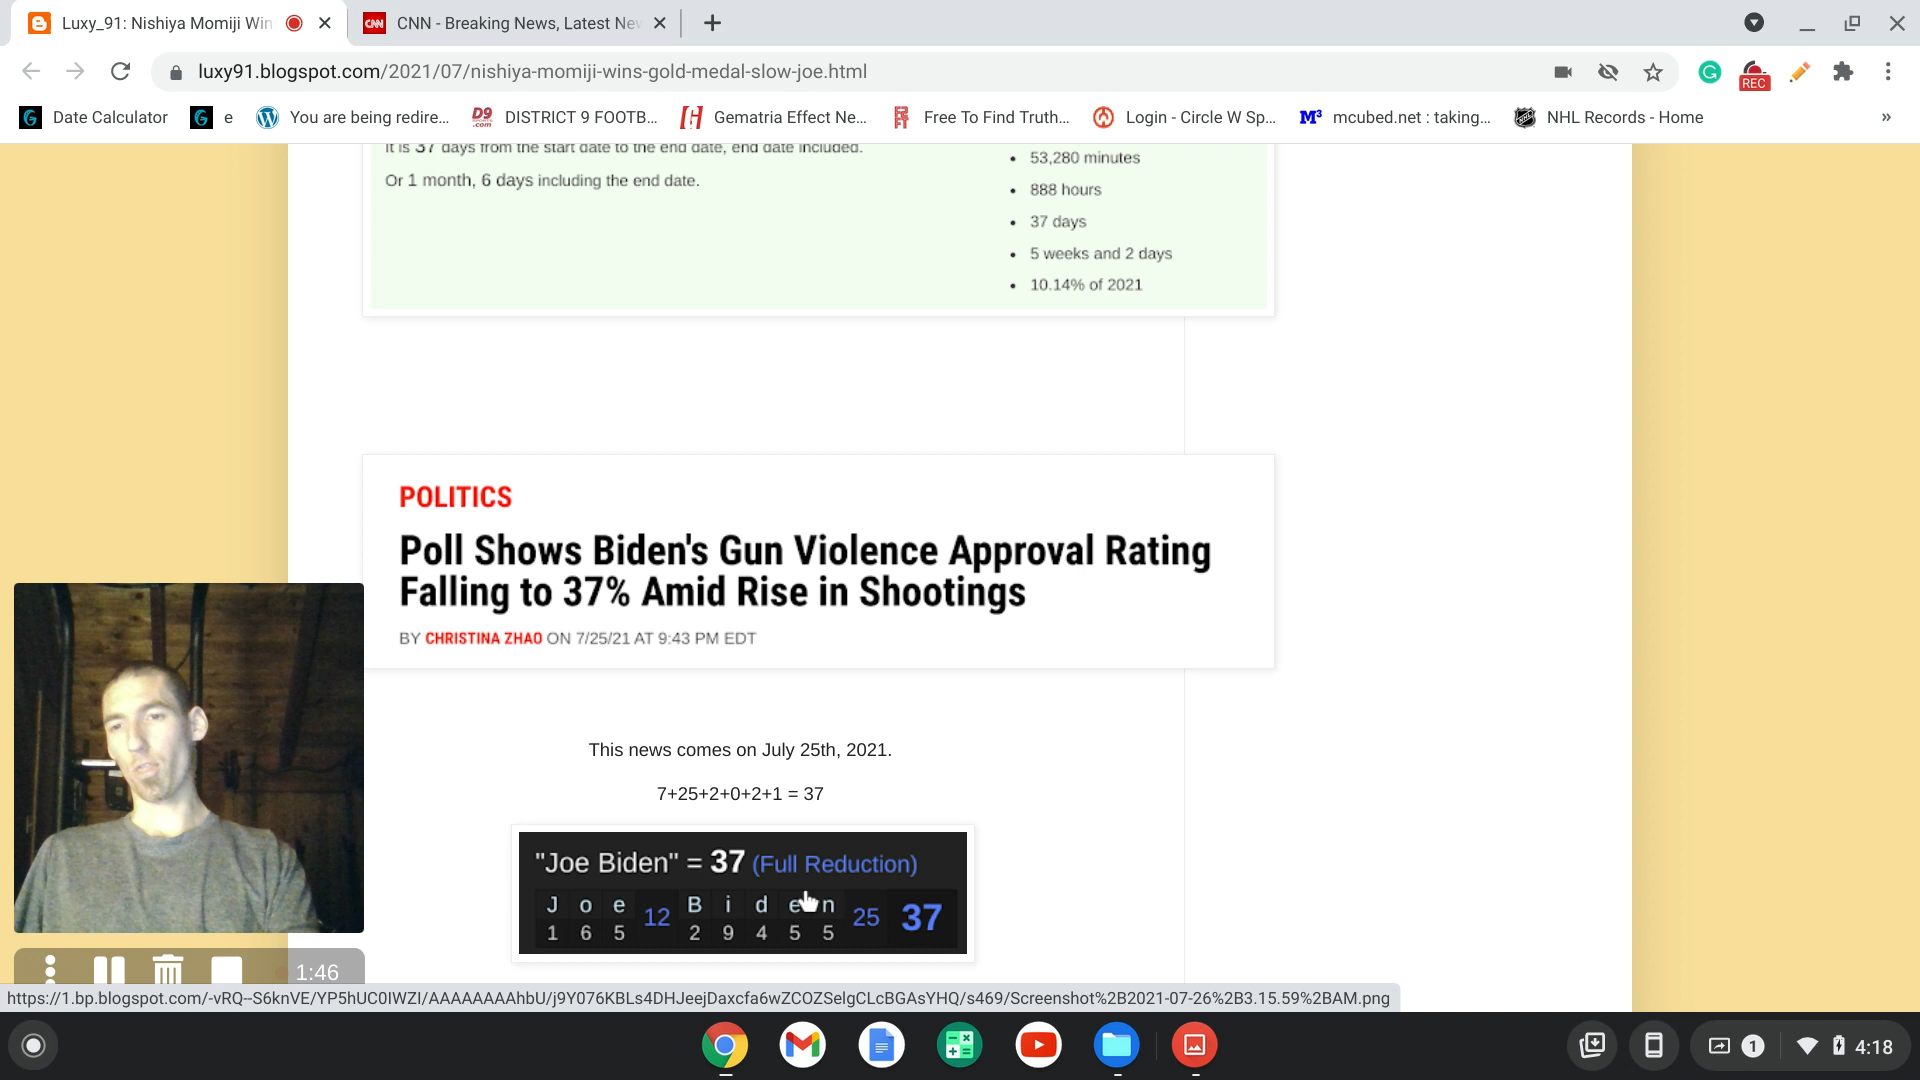 Luxy_91: Nishiya Momiji Win
CNN
CNN - Breaking News, Latest Nev
luxy91.blogspot.com/2021/07/nishiya-momiji-wins-gold-medal-slow-joe.html
REC
Date Calculator
e
You are being redire...
D9
.com
DISTRICT 9 FOOTB...
Gematria Effect Ne...
Free To Find Truth...
Login - Circle W Sp...
M³
mcubed.net : taking...
NHL Records - Home
»
It is 37 days from the start date to the end date, end date included.
Or 1 month, 6 days including the end date.
• 53,280 minutes
• 888 hours
• 37 days
• 5 weeks and 2 days
• 10.14% of 2021
POLITICS
Poll Shows Biden's Gun Violence Approval Rating
Falling to 37% Amid Rise in Shootings
BY CHRISTINA ZHAO ON 7/25/21 AT 9:43 PM EDT
This news comes on July 25th, 2021.
7+25+2+0+2+1 = 37
"Joe Biden" = 37 (Full Reduction)
J o e 12 B i d e n 25 37
1 6 5 2 9 4 5 5
1:46
https://1.bp.blogspot.com/-vRQ--S6knVE/YP5hUC0IWZI/AAAAAAAAhbU/j9Y076KBLs4DHJeejDaxcfa6wZCOZSelgCLcBGAsYHQ/s469/Screenshot%2B2021-07-26%2B3.15.59%2BAM.png
1
4:18